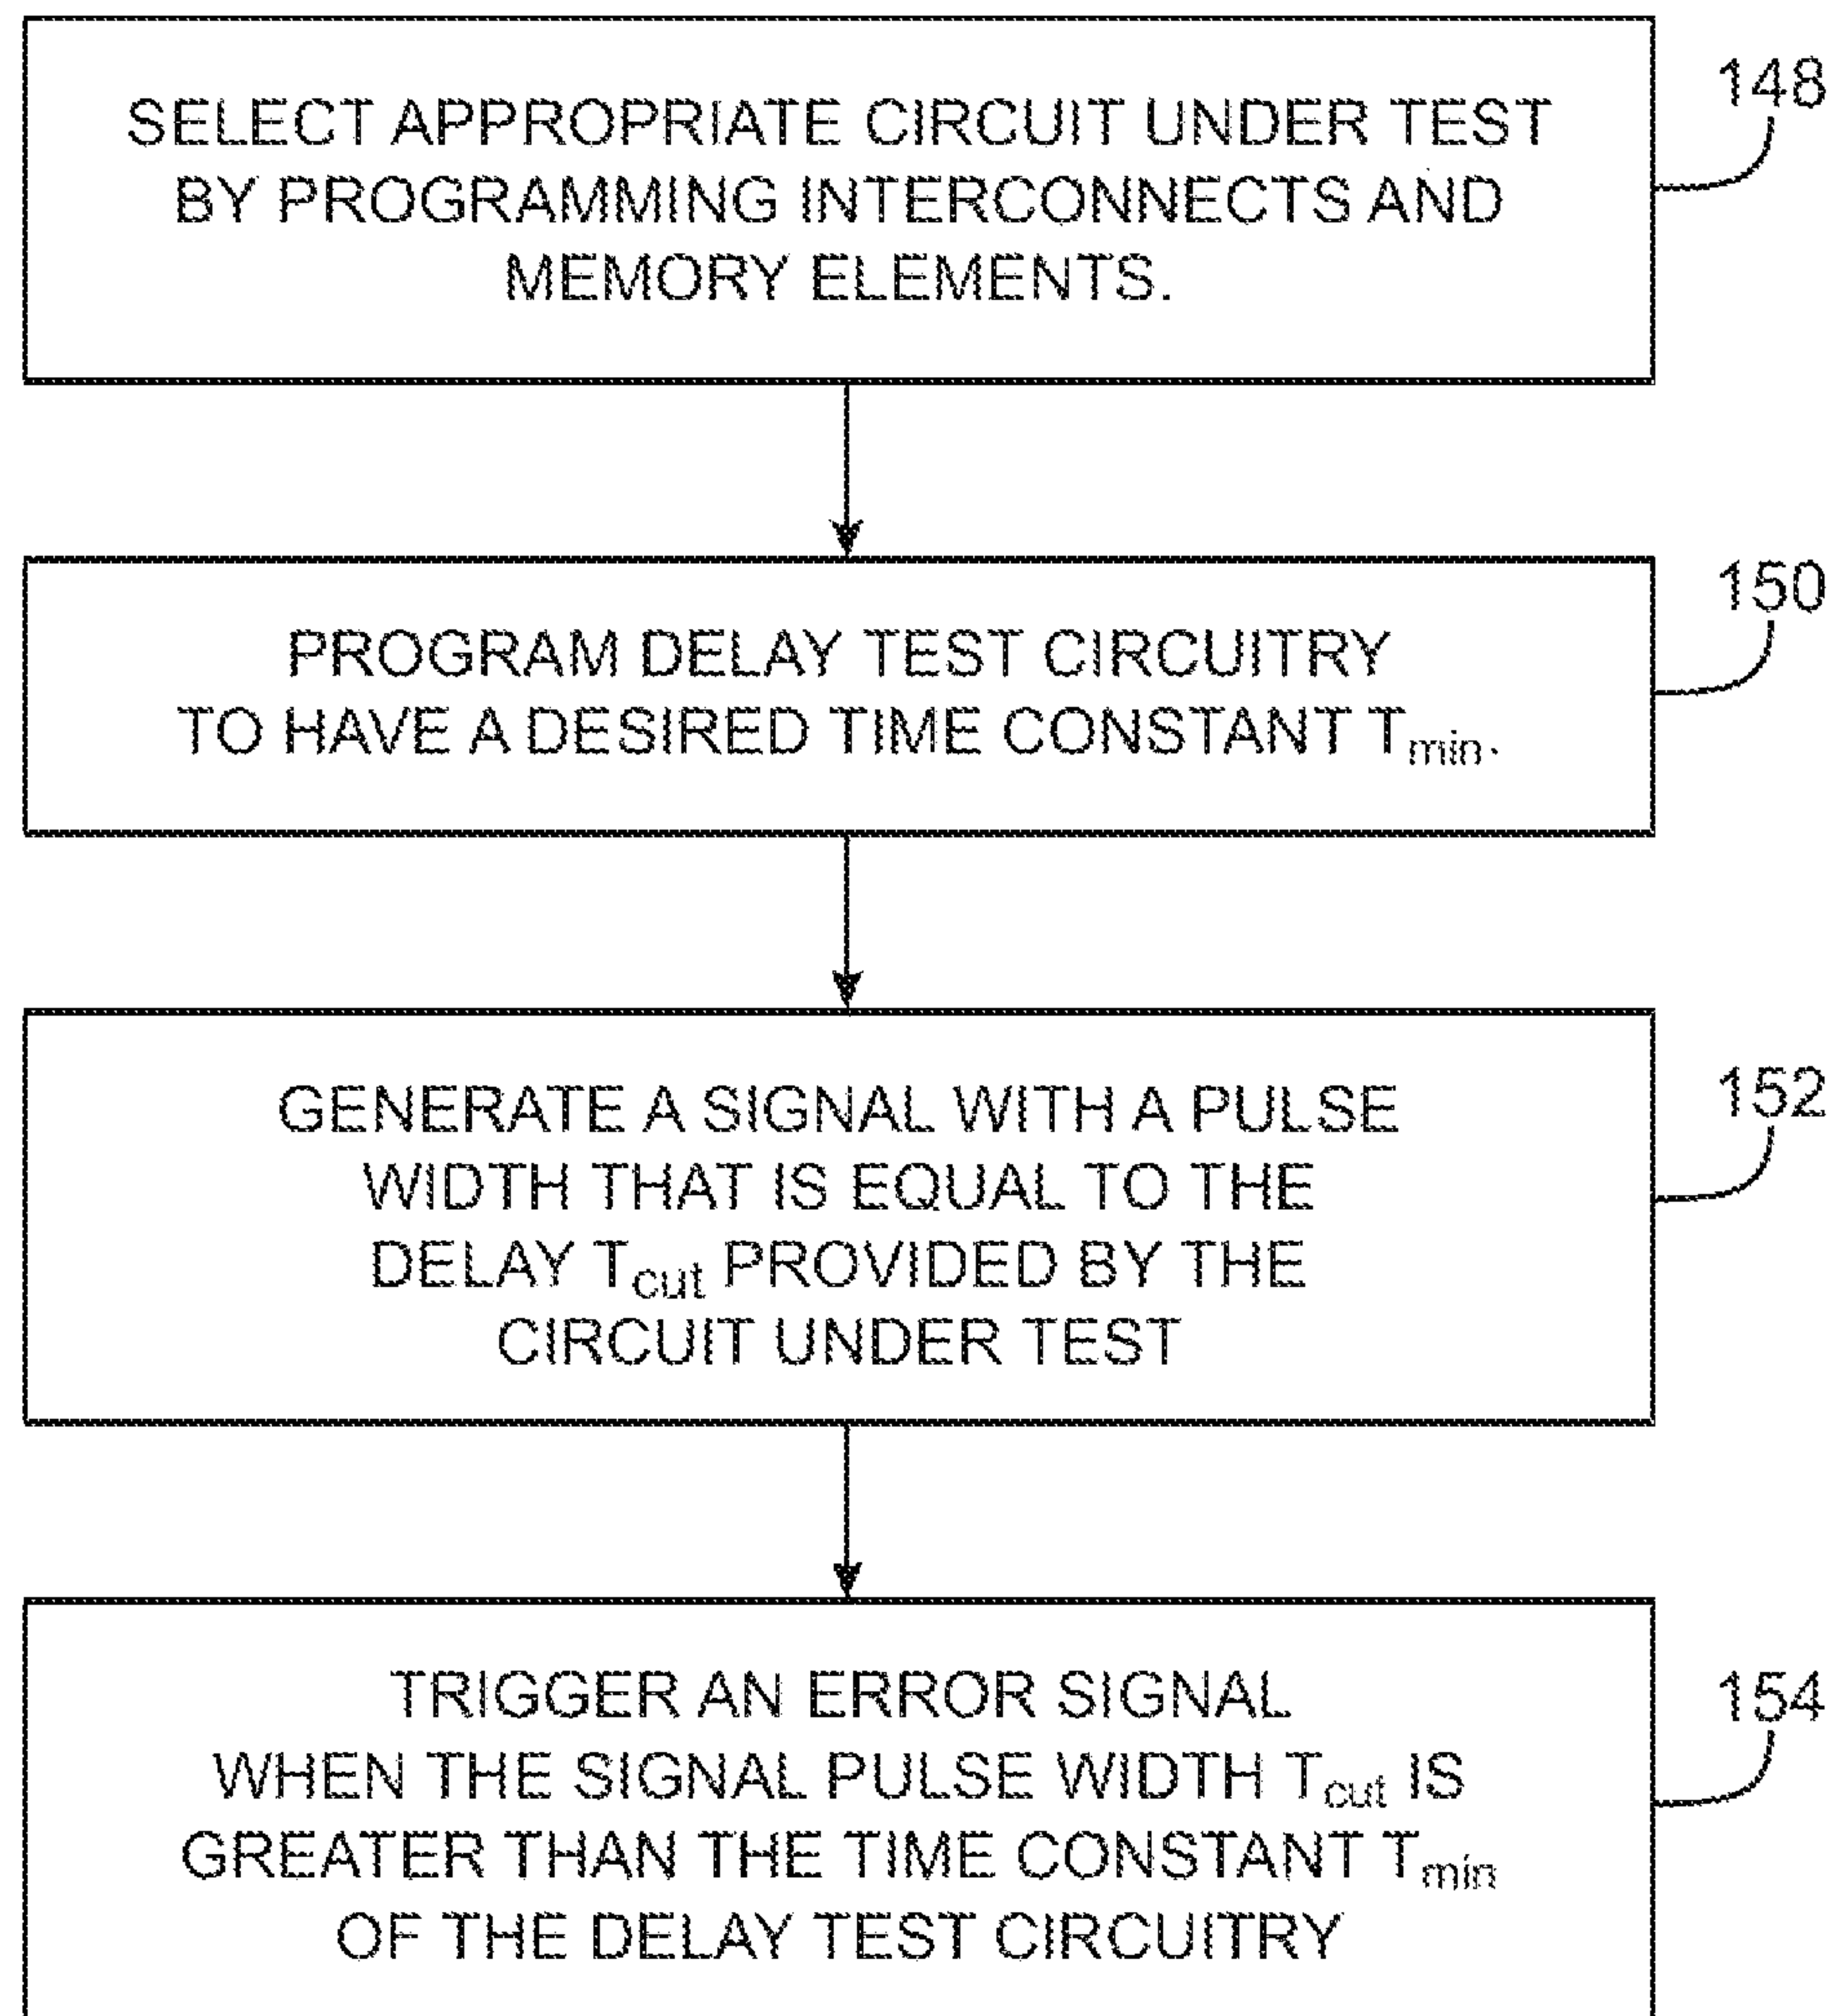 SELECT APPROPRIATE CIRCUIT UNDER TEST
BY PROGRAMMING INTERCONNECTS AND
MEMORY ELEMENTS.
148
PROGRAM DELAY TEST CIRCUITRY
TO HAVE A DESIRED TIME CONSTANT Tmin.
150
GENERATE A SIGNAL WITH A PULSE
WIDTH THAT IS EQUAL TO THE
DELAY Tcut PROVIDED BY THE
CIRCUIT UNDER TEST
152
TRIGGER AN ERROR SIGNAL
WHEN THE SIGNAL PULSE WIDTH Tcut IS
GREATER THAN THE TIME CONSTANT Tmin
OF THE DELAY TEST CIRCUITRY
154